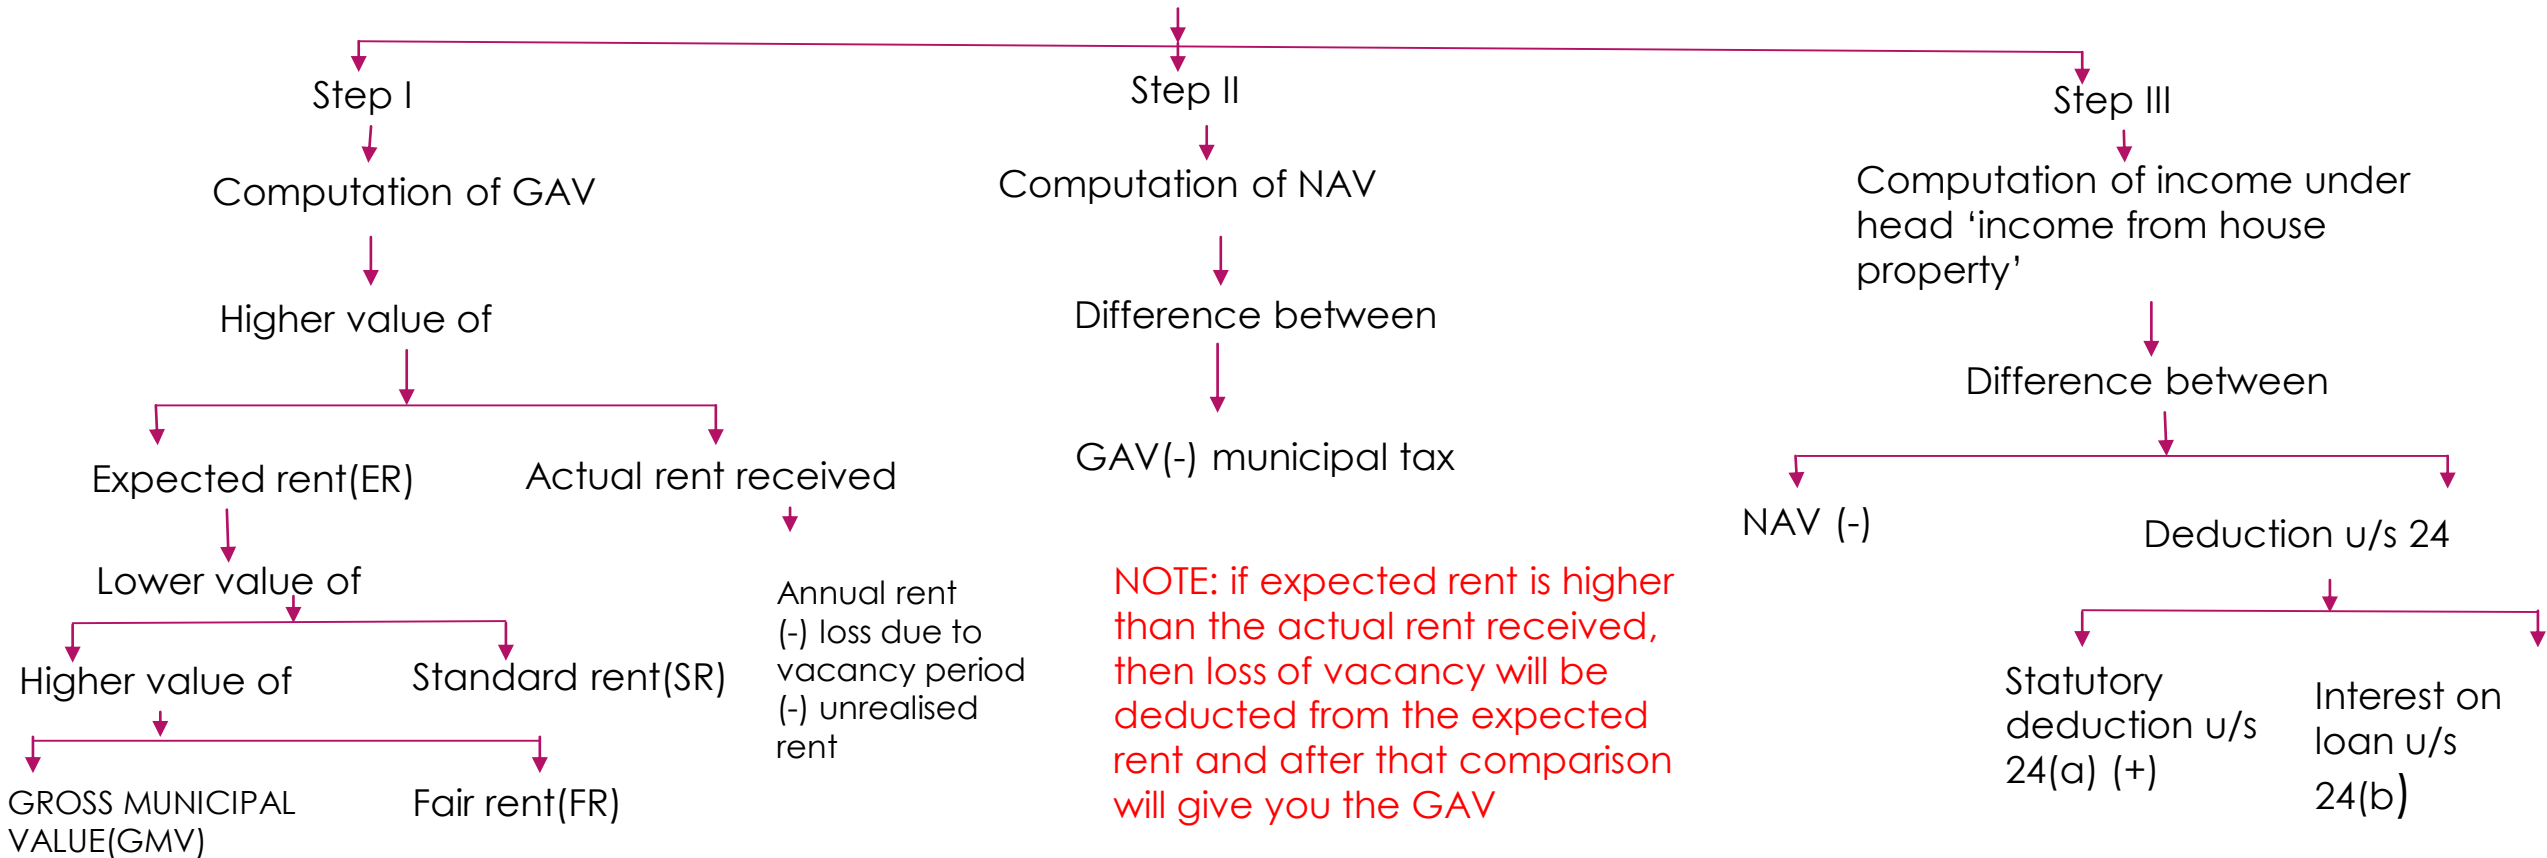 Step I
Computation of GAV
Higher value of
Expected rent(ER)
Actual rent received
Lower value of
Annual rent
(-) loss due to
vacancy period
(-) unrealised
rent
Higher value of
Standard rent(SR)
GROSS MUNICIPAL
VALUE(GMV)
Fair rent(FR)
Step II
Computation of NAV
Difference between
GAV(-) municipal tax
NOTE: if expected rent is higher
than the actual rent received,
then loss of vacancy will be
deducted from the expected
rent and after that comparison
will give you the GAV
Step III
Computation of income under
head ‘income from house
property’
Difference between
NAV (-)
Deduction u/s 24
Statutory
deduction u/s
24(a) (+)
Interest on
loan u/s
24(b)